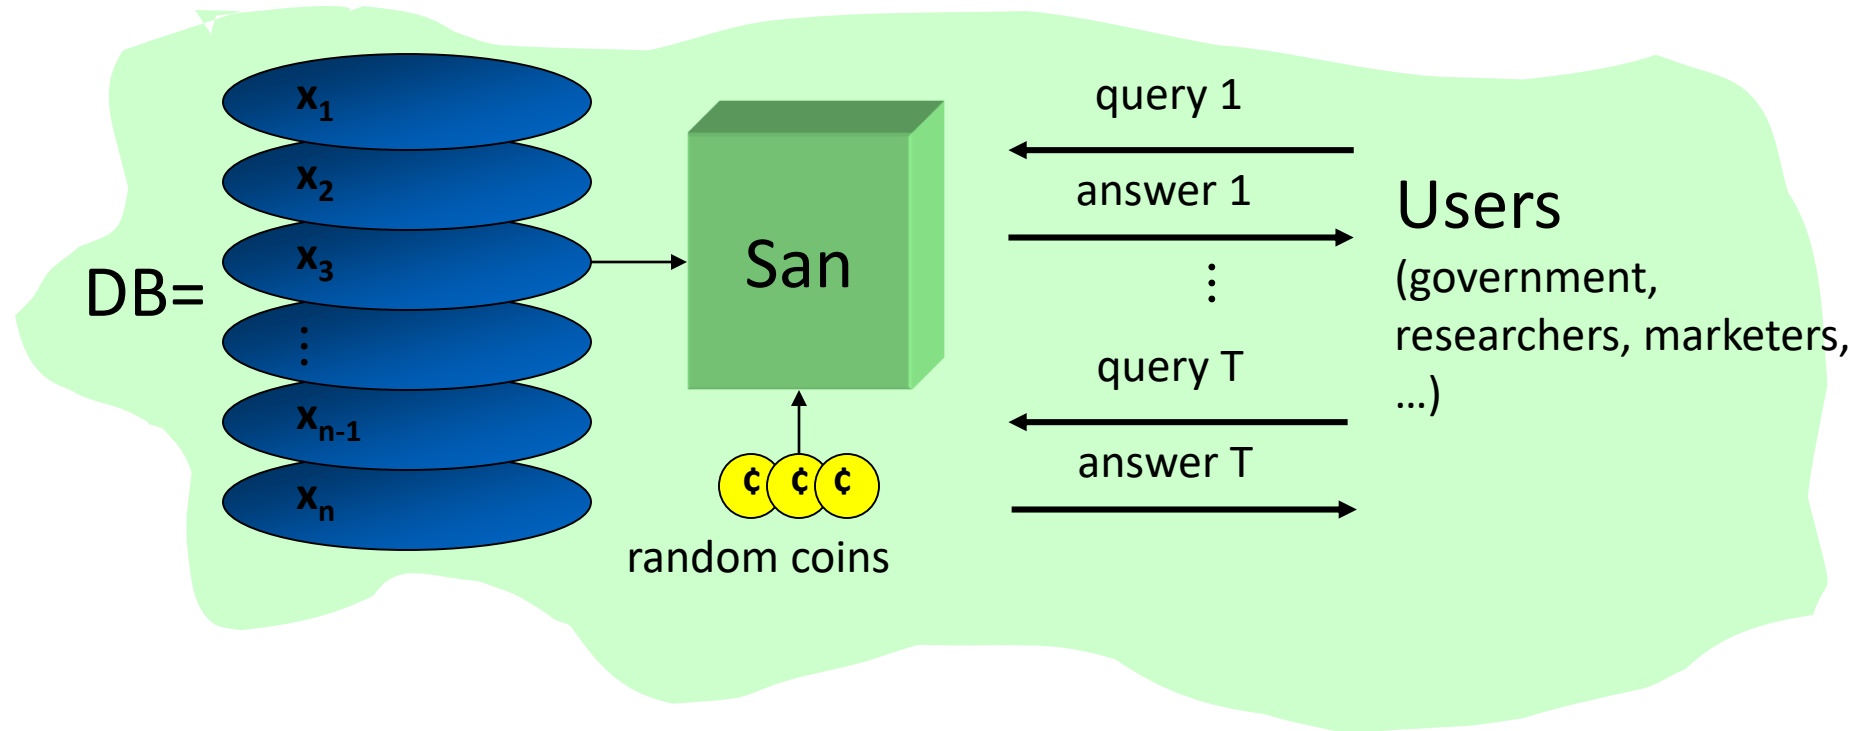 DB=
x1
x2
x3
⋮
xn-1
xn
San
¢ ¢ ¢
random coins
query 1
answer 1
⋮
query T
answer T
Users
(government,
researchers, marketers,
...)